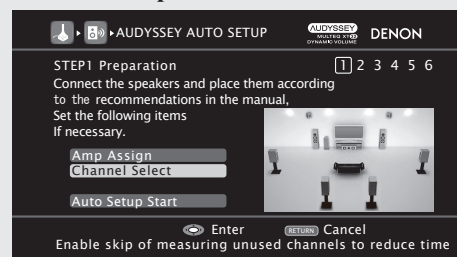 AUDYSSEY AUTO SETUP
AUDYSSEY
MULTEQ XT32
DYNAMIC VOLUME
DENON
STEP1 Preparation
1 2 3 4 5 6
Connect the speakers and place them according
to the recommendations in the manual,
Set the following items
If necessary.
Amp Assign
Channel Select
Auto Setup Start
Enter
RETURN Cancel
Enable skip of measuring unused channels to reduce time